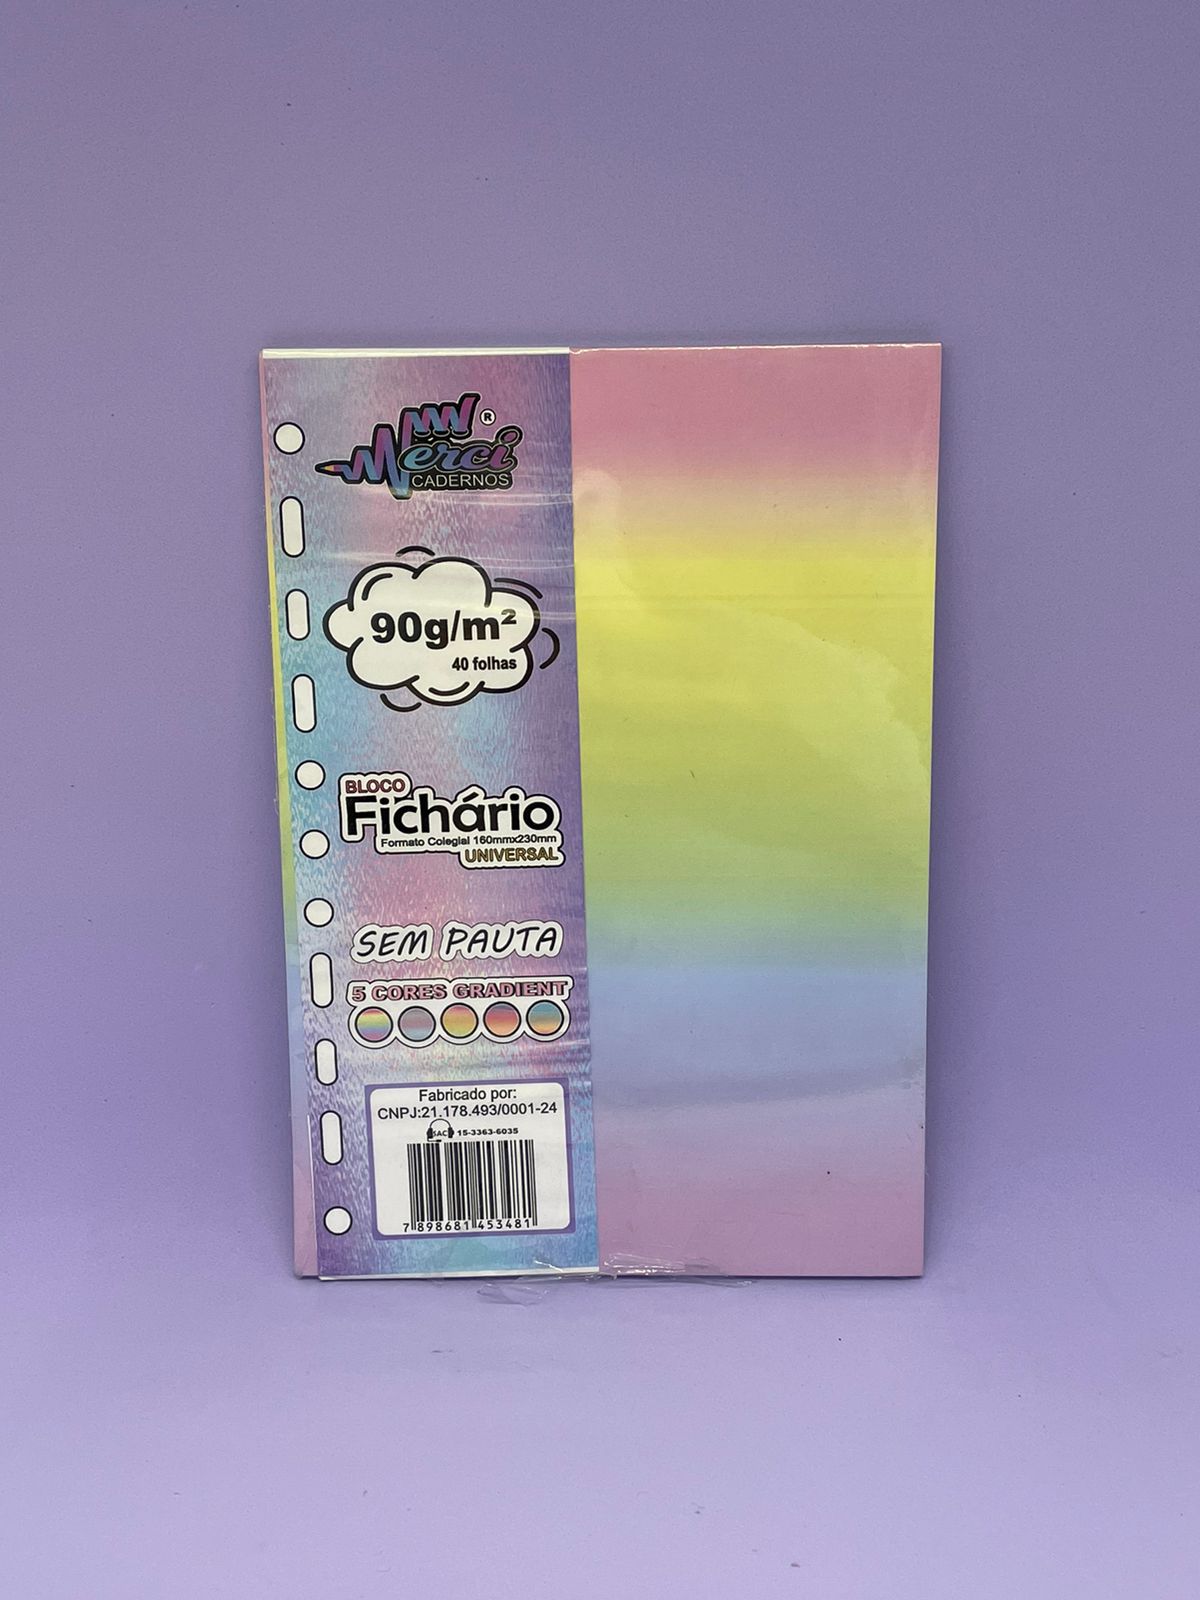 Merci ®
CADERNOS
90g/m²
40 folhas
BLOCO
Fichário
Formato Colegial 160mmx230mm
UNIVERSAL
SEM PAUTA
5 CORES GRADIENT
Fabricado por:
CNPJ:21.178.493/0001-24
SAC 15-3363-6035
7 898681 453481